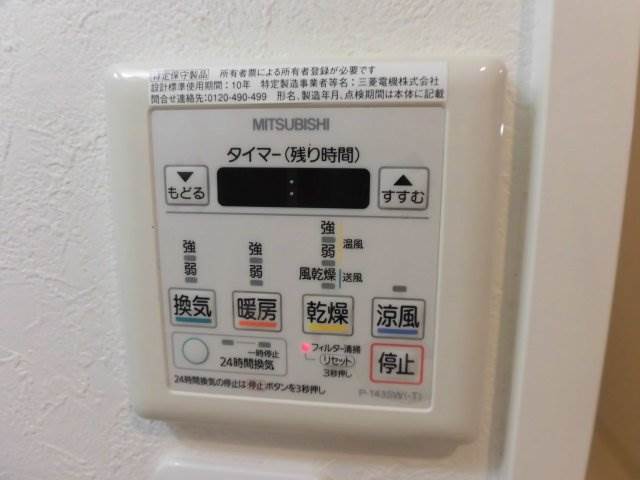 特定保守製品 所有者票による所有者登録が必要です
設計標準使用期間：10年 特定製造事業者等名：三菱電機株式会社
問合せ連絡先：0120-490-499 形名、製造年月、点検期間は本体に記載
MITSUBISHI
タイマー(残り時間)
▼ もどる
:
▲ すすむ
強
弱
強
弱
強
弱
温風
風乾燥
送風
換気
暖房
乾燥
涼風
一時停止
24時間換気
フィルター清掃
リセット
3秒押し
停止
24時間換気の停止は停止ボタンを3秒押し
P-143SW(-T)